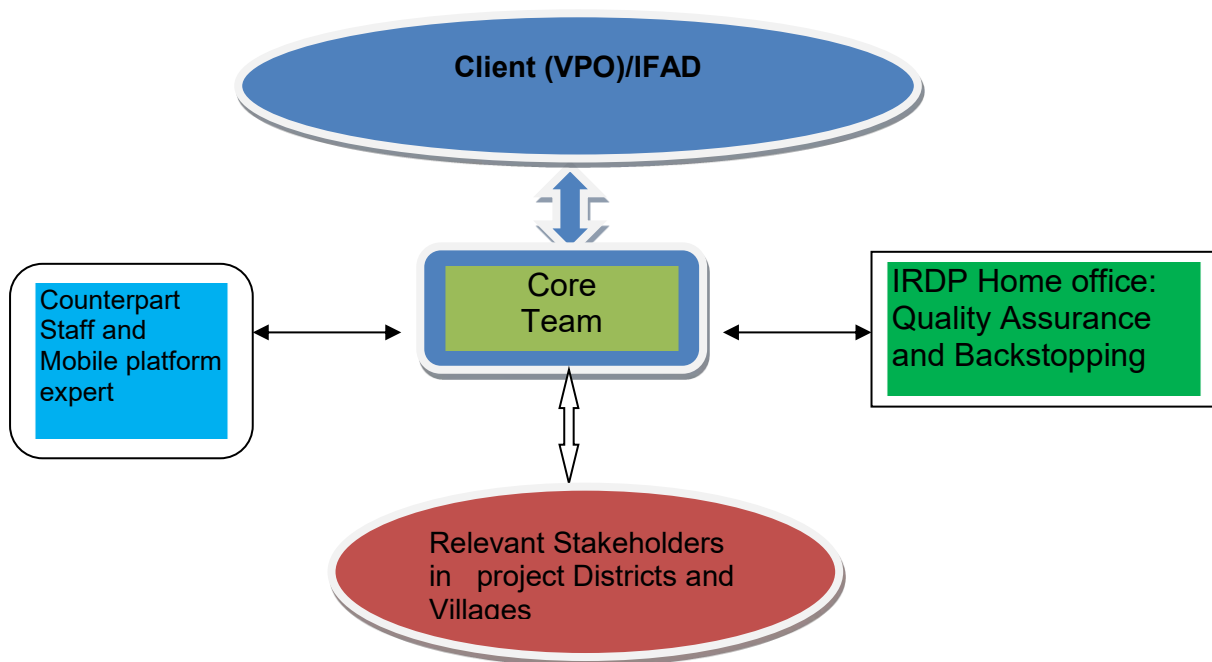 Client (VPO)/IFAD
Counterpart
Staff and
Mobile platform
expert
Core
Team
IRDP Home office:
Quality Assurance
and Backstopping
Relevant Stakeholders
in project Districts and
Villages